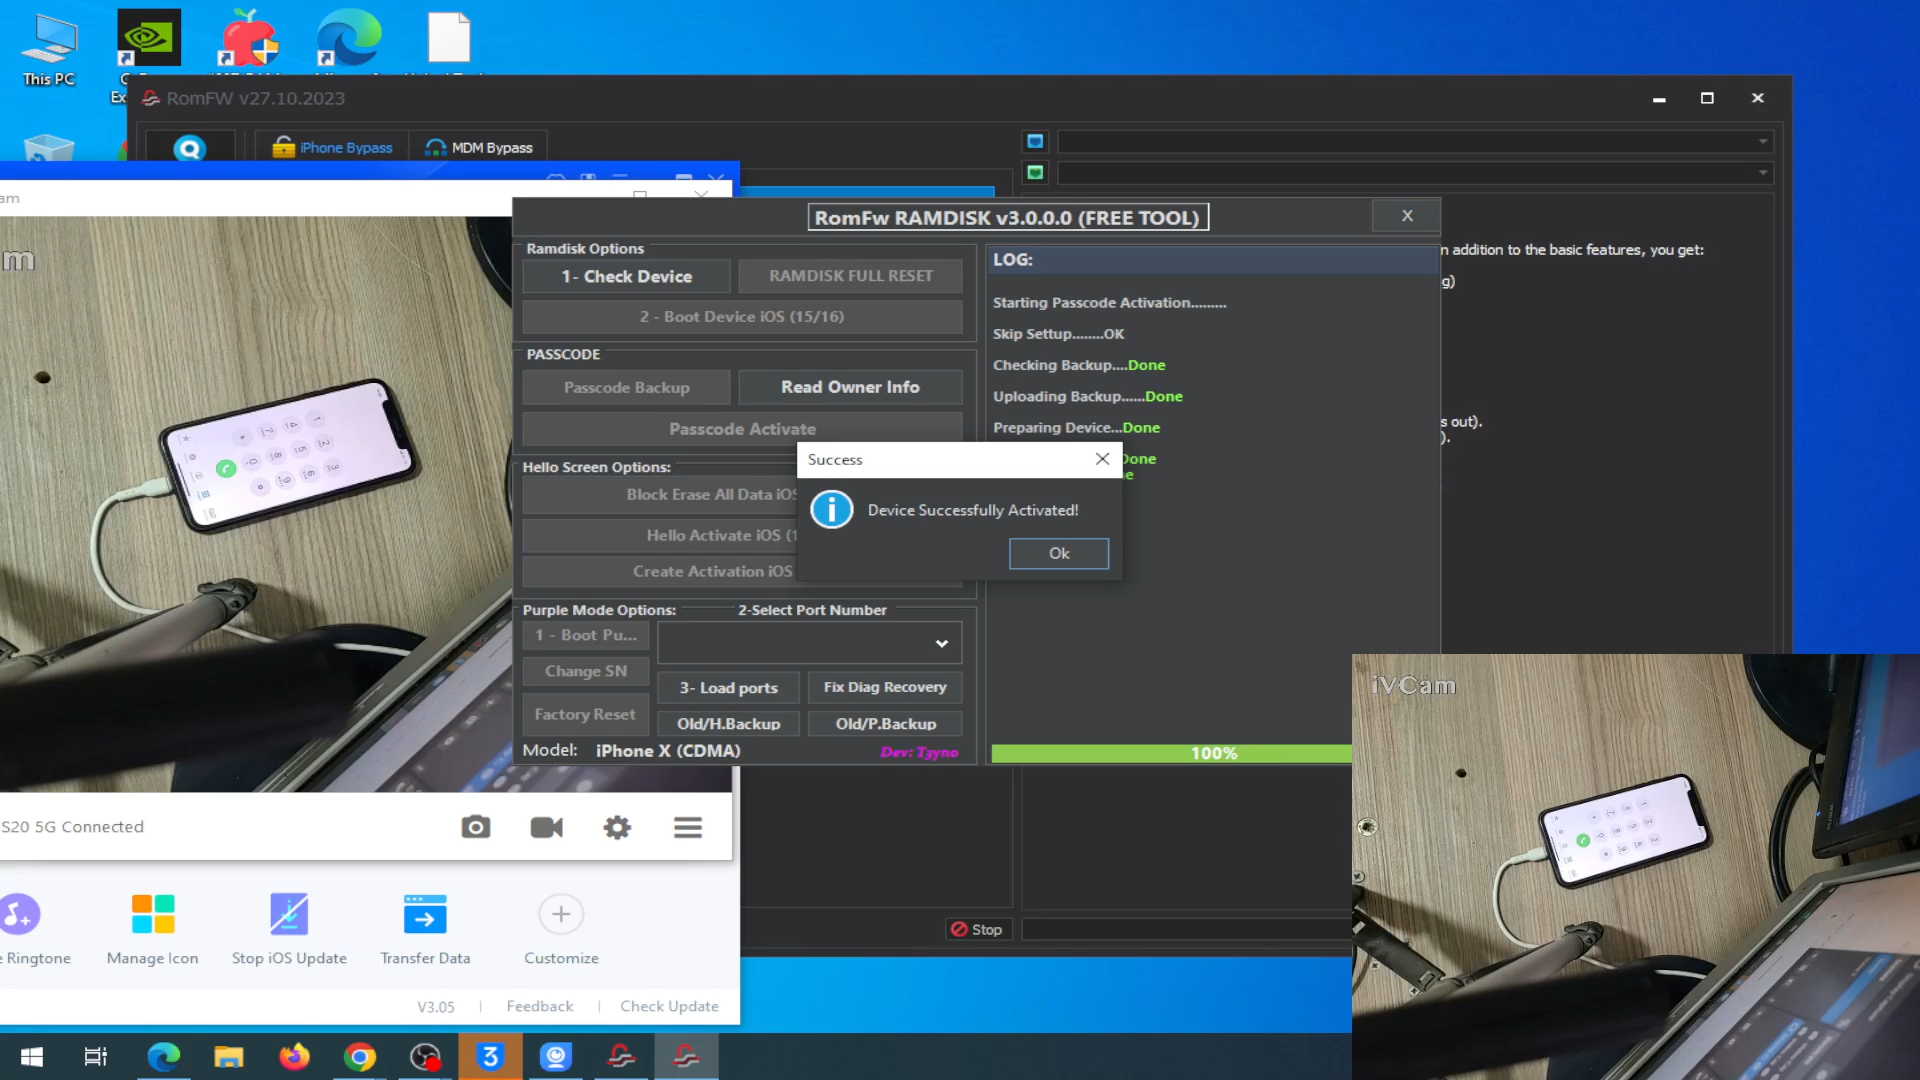 This PC
RomFW v27.10.2023
iPhone Bypass
MDM Bypass
am
m
RomFw RAMDISK v3.0.0.0 (FREE TOOL)
X
Ramdisk Options
1- Check Device
RAMDISK FULL RESET
2 - Boot Device iOS (15/16)
PASSCODE
Passcode Backup
Read Owner Info
Passcode Activate
Hello Screen Options:
Block Erase All Data iOS
Hello Activate iOS (1
Create Activation iOS
Purple Mode Options:
2-Select Port Number
1 - Boot Pu...
Change SN
3- Load ports
Fix Diag Recovery
Factory Reset
Old/H.Backup
Old/P.Backup
Model: iPhone X (CDMA)
Dev: T3yno
LOG:
Starting Passcode Activation.........
Skip Settup........OK
Checking Backup....Done
Uploading Backup......Done
Preparing Device...Done
Done
e
100%
Success
Device Successfully Activated!
Ok
n addition to the basic features, you get:
g)
s out).
).
Stop
S20 5G Connected
e Ringtone
Manage Icon
Stop iOS Update
Transfer Data
Customize
V3.05
Feedback
Check Update
iVCam
3